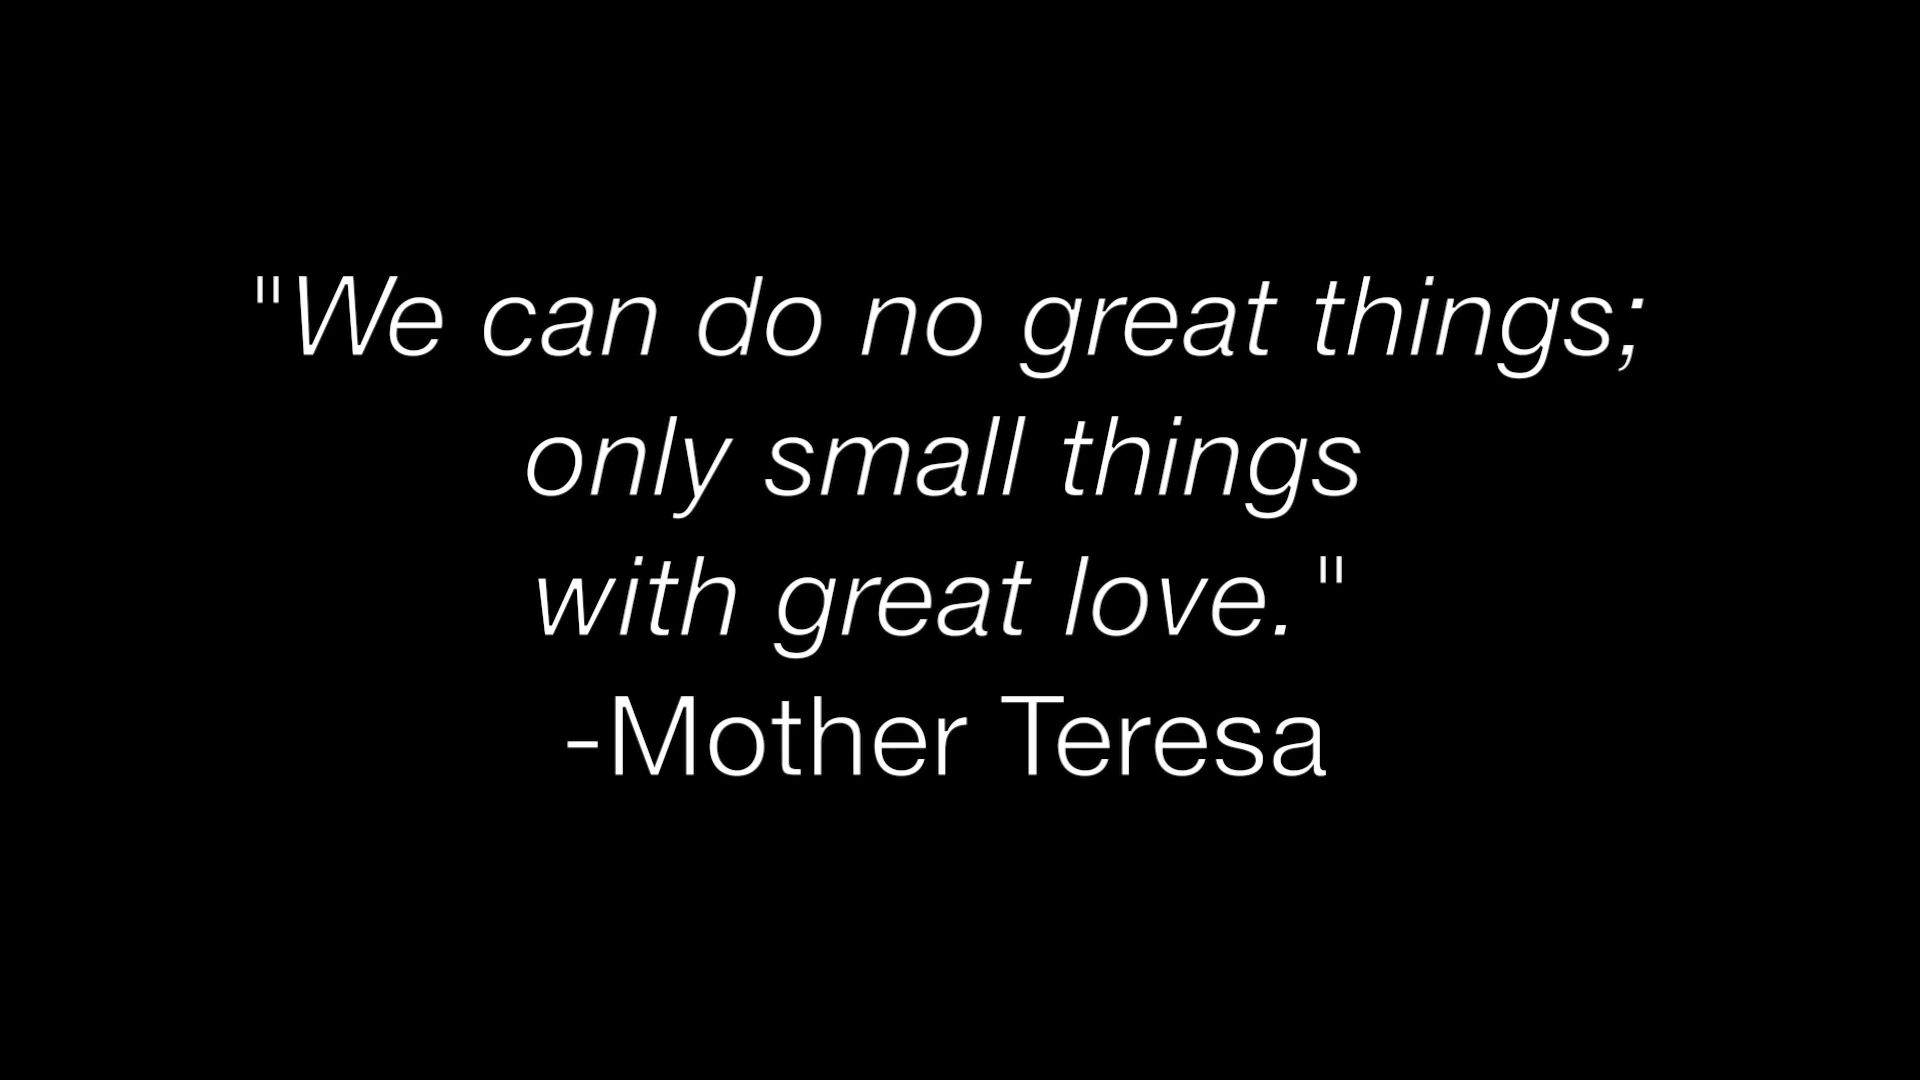 "We can do no great things;
only small things
with great love."
-Mother Teresa